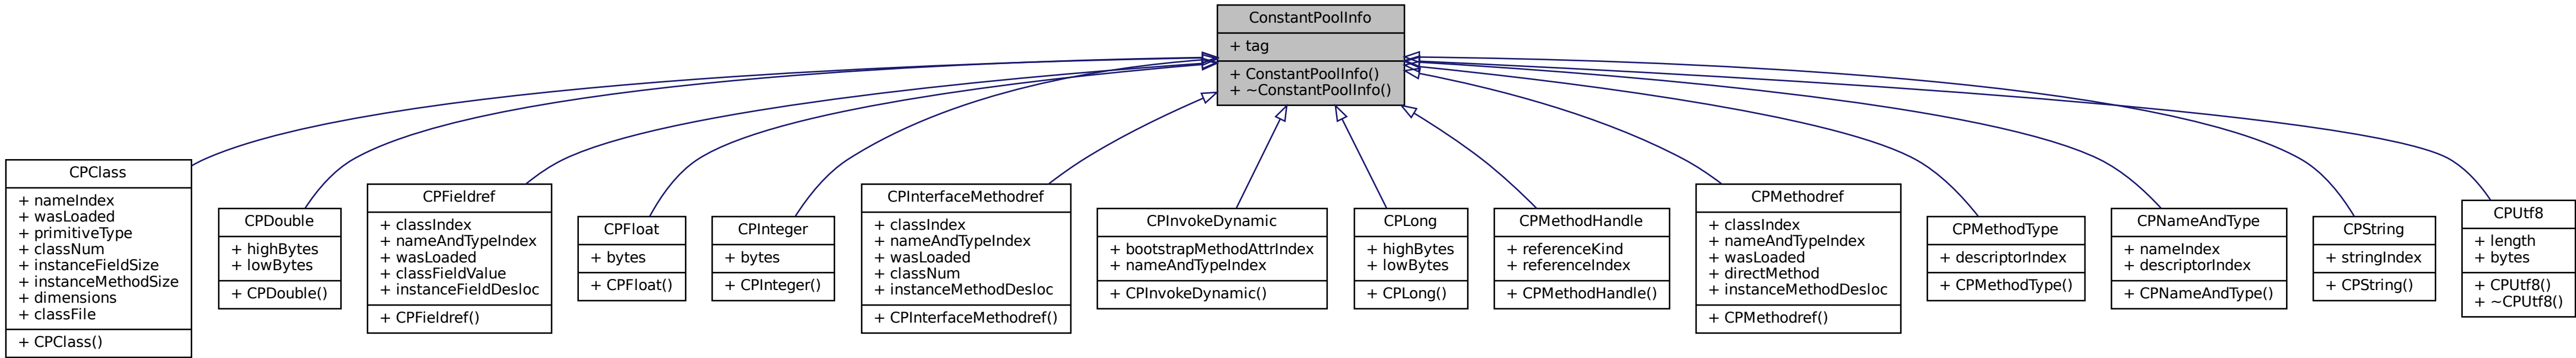 ConstantPoolInfo
+ tag
+ ConstantPoolInfo()
+ ~ConstantPoolInfo()
CPClass
+ nameIndex
+ wasLoaded
+ primitiveType
+ classNum
+ instanceFieldSize
+ instanceMethodSize
+ dimensions
+ classFile
+ CPClass()
CPDouble
+ highBytes
+ lowBytes
+ CPDouble()
CPFieldref
+ classIndex
+ nameAndTypeIndex
+ wasLoaded
+ classFieldValue
+ instanceFieldDesloc
+ CPFieldref()
CPFloat
+ bytes
+ CPFloat()
CPInteger
+ bytes
+ CPInteger()
CPInterfaceMethodref
+ classIndex
+ nameAndTypeIndex
+ wasLoaded
+ classNum
+ instanceMethodDesloc
+ CPInterfaceMethodref()
CPInvokeDynamic
+ bootstrapMethodAttrIndex
+ nameAndTypeIndex
+ CPInvokeDynamic()
CPLong
+ highBytes
+ lowBytes
+ CPLong()
CPMethodHandle
+ referenceKind
+ referenceIndex
+ CPMethodHandle()
CPMethodref
+ classIndex
+ nameAndTypeIndex
+ wasLoaded
+ directMethod
+ instanceMethodDesloc
+ CPMethodref()
CPMethodType
+ descriptorIndex
+ CPMethodType()
CPNameAndType
+ nameIndex
+ descriptorIndex
+ CPNameAndType()
CPString
+ stringIndex
+ CPString()
CPUtf8
+ length
+ bytes
+ CPUtf8()
+ ~CPUtf8()